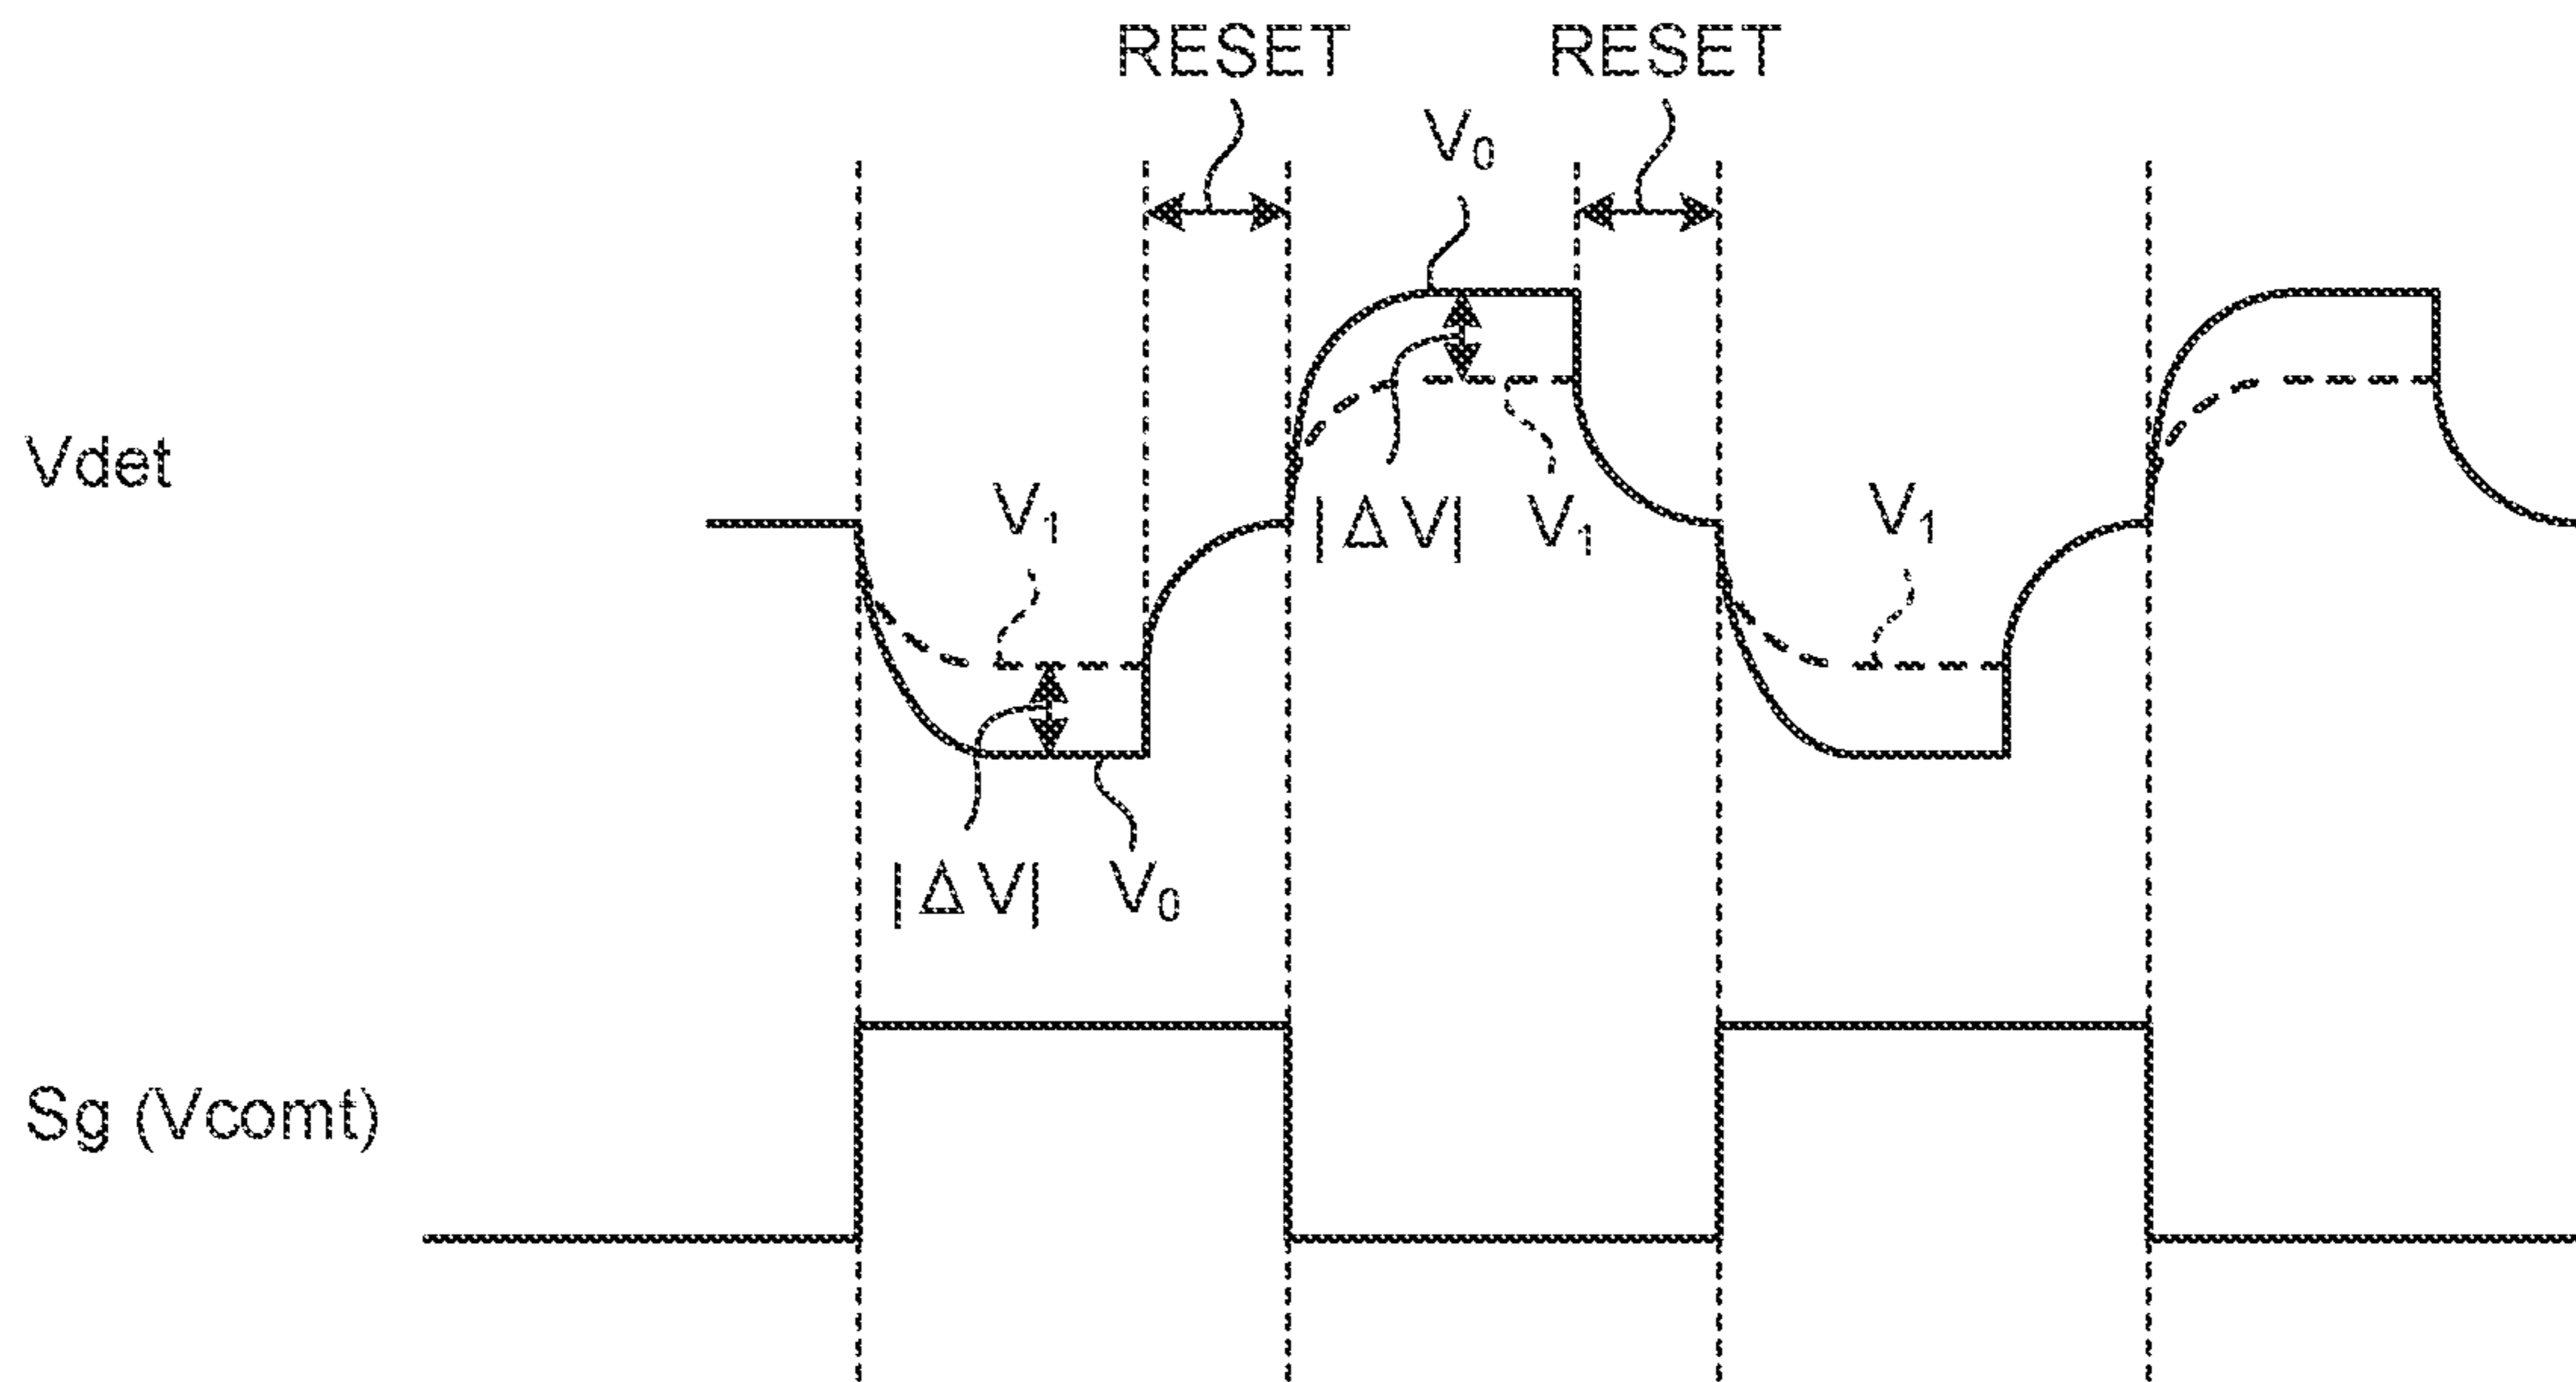 RESET RESET
V₀
Vdet
V₁ |ΔV| V₁ V₁
|ΔV| V₀
Sg (Vcomt)